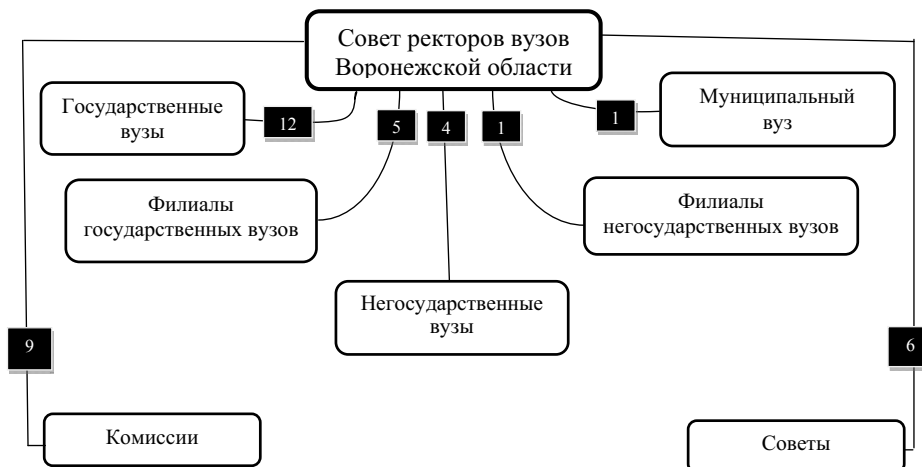 Совет ректоров вузов
Воронежской области
Государственные
вузы
12
5
4
1
1
Муниципальный
вуз
Филиалы
государственных вузов
Филиалы
негосударственных вузов
Негосударственные
вузы
9
6
Комиссии
Советы